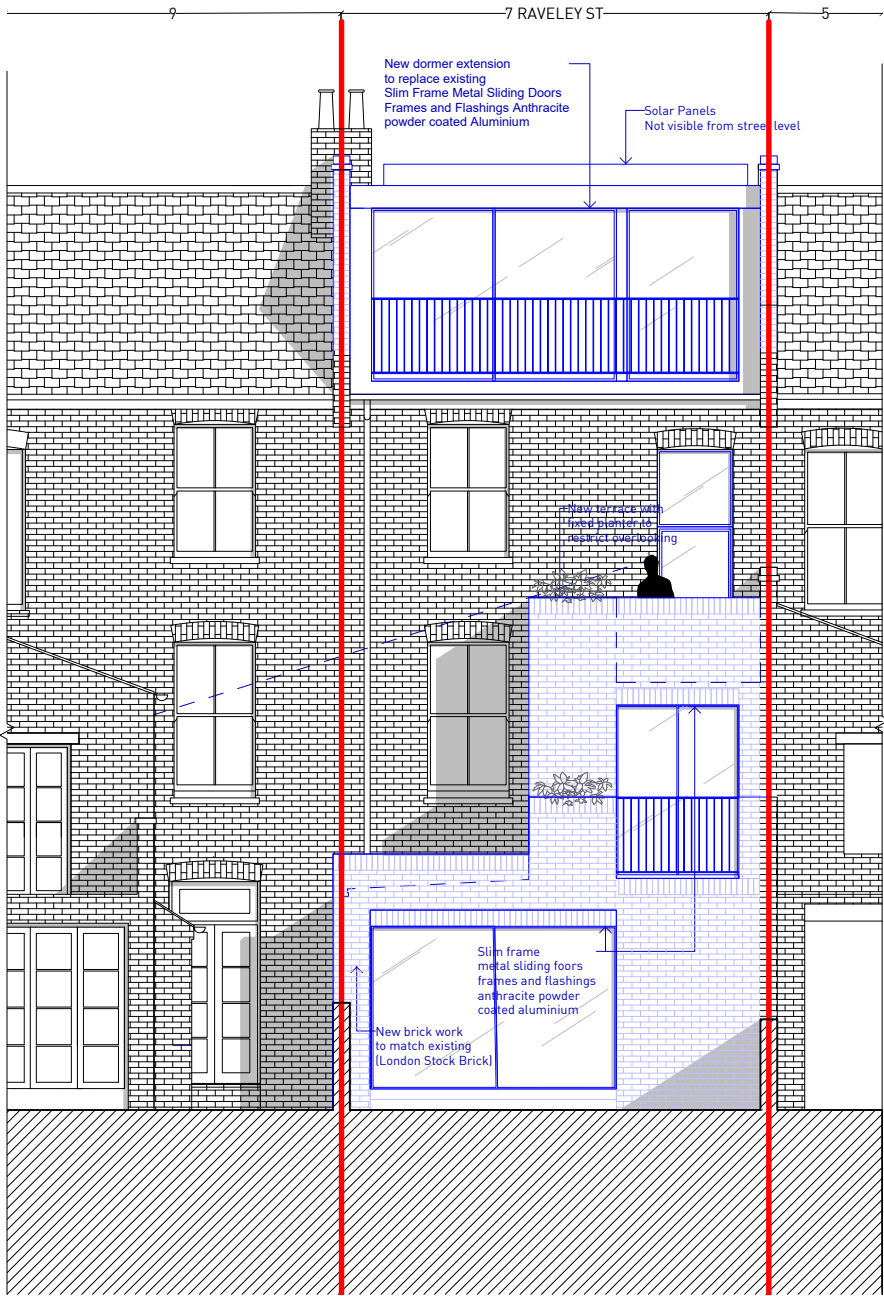 9
7 RAVELEY ST
5
New dormer extension
to replace existing
Slim Frame Metal Sliding Doors
Frames and Flashings Anthracite
powder coated Aluminium
Solar Panels
Not visible from street level
New terrace with
fixed planter to
restrict overlooking
Slim frame
metal sliding foors
frames and flashings
anthracite powder
coated aluminium
New brick work
to match existing
(London Stock Brick)